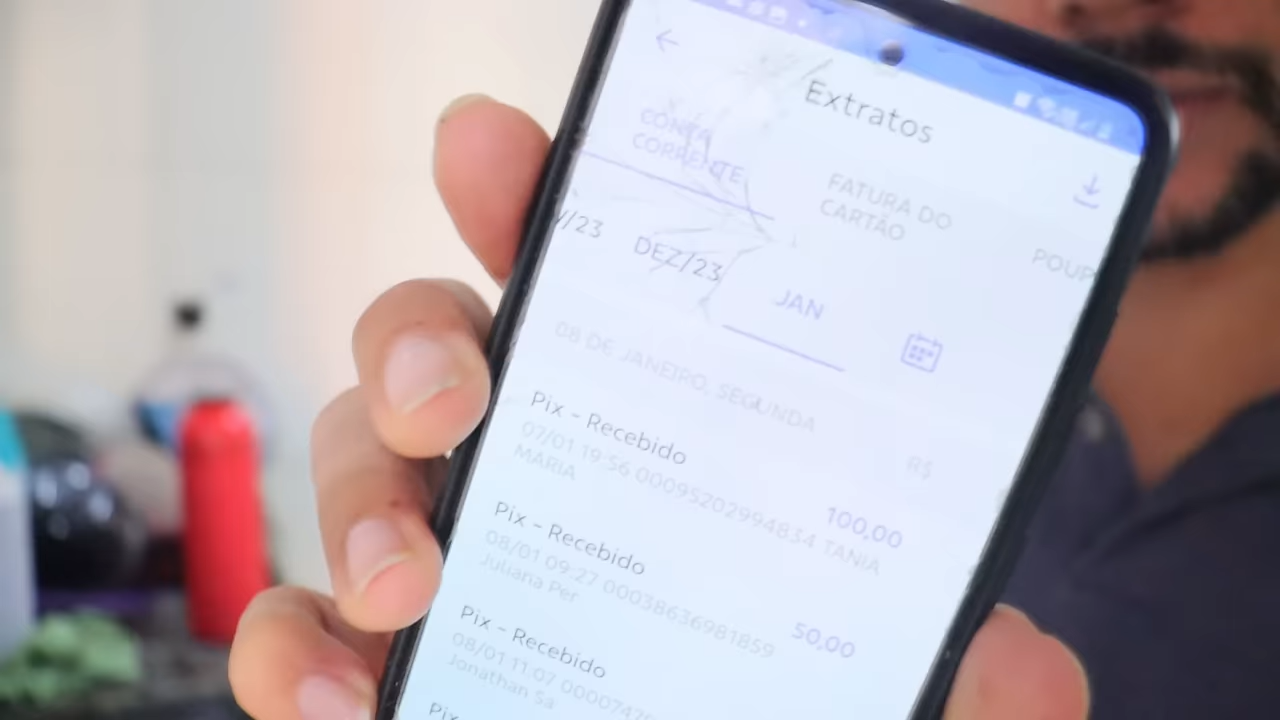 Extratos
CONTA
CORRENTE
FATURA DO
CARTÃO
POUP
/23
DEZ/23
JAN
08 DE JANEIRO, SEGUNDA
R$
Pix - Recebido
07/01 19:56 00095202994834 TANIA
MARIA
100,00
Pix - Recebido
08/01 09:27 00038636981859
Juliana Per
50,00
Pix - Recebido
08/01 11:07 0000747
Jonathan Sa
Pix